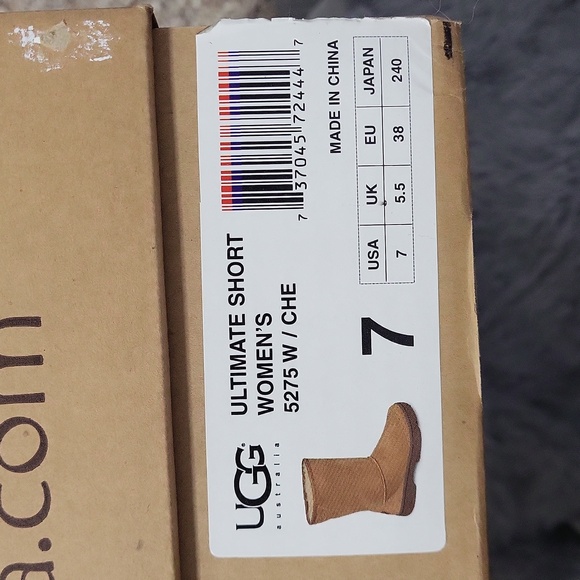 UGG®
australia
ULTIMATE SHORT
WOMEN'S
5275 W / CHE
7 37045 72444 7
MADE IN CHINA
USA UK EU JAPAN
7 5.5 38 240
7
a.com